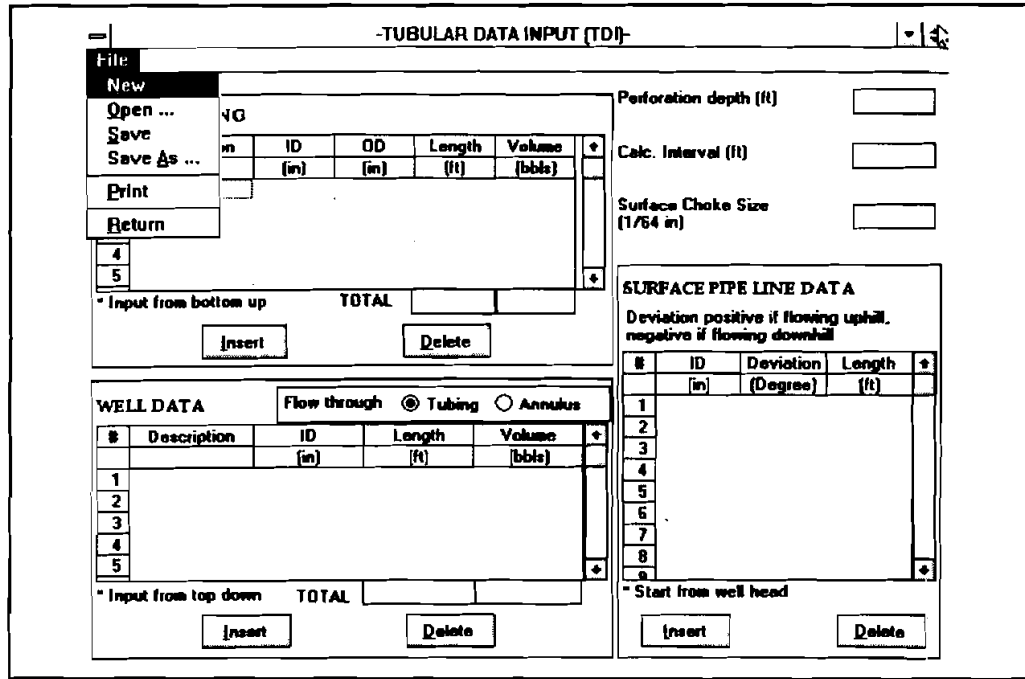 -TUBULAR DATA INPUT (TDI)-
File
New
Open ...
Save
Save As ...
Print
Return
NG
on ID OD Length Volume
(in) (in) (ft) (bbls)
4
5
* Input from bottom up TOTAL
Insert Delete
Perforation depth (ft)
Calc. Interval (ft)
Surface Choke Size
(1/64 in)
WELL DATA Flow through Tubing Annulus
# Description ID Length Volume
(in) (ft) (bbls)
1
2
3
4
5
* Input from top down TOTAL
Insert Delete
SURFACE PIPE LINE DATA
Deviation positive if flowing uphill,
negative if flowing downhill
# ID Deviation Length
(in) (Degree) (ft)
1
2
3
4
5
6
7
8
9
* Start from well head
Insert Delete